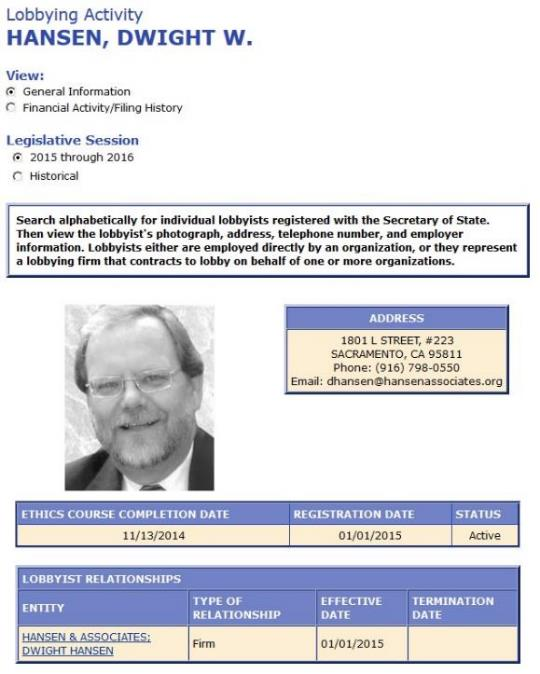 Lobbying Activity
HANSEN, DWIGHT W.
View:
General Information
Financial Activity/Filing History
Legislative Session
2015 through 2016
Historical
Search alphabetically for individual lobbyists registered with the Secretary of State.
Then view the lobbyist's photograph, address, telephone number, and employer
information. Lobbyists either are employed directly by an organization, or they represent
a lobbying firm that contracts to lobby on behalf of one or more organizations.
ADDRESS
1801 L STREET, #223
SACRAMENTO, CA 95811
Phone: (916) 798-0550
Email: dhansen@hansenassociates.org
ETHICS COURSE COMPLETION DATE REGISTRATION DATE STATUS
11/13/2014 01/01/2015 Active
LOBBYIST RELATIONSHIPS
ENTITY TYPE OF RELATIONSHIP EFFECTIVE DATE TERMINATION DATE
HANSEN & ASSOCIATES;
DWIGHT HANSEN
Firm 01/01/2015